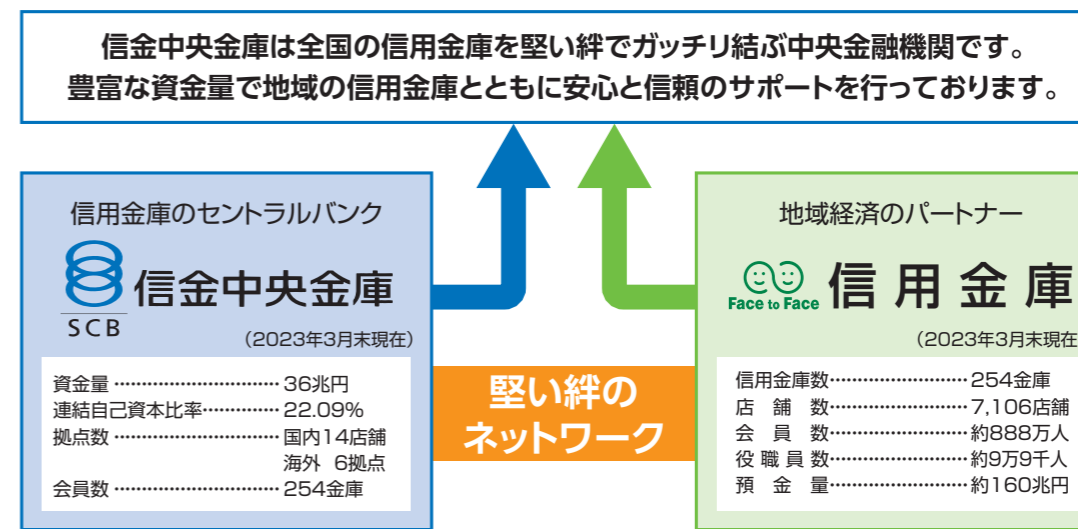 信金中央金庫は全国の信用金庫を堅い絆でガッチリ結ぶ中央金融機関です。
豊富な資金量で地域の信用金庫とともに安心と信頼のサポートを行っております。
信用金庫のセントラルバンク
信金中央金庫
SCB
(2023年3月末現在)
資金量 ………………………… 36兆円
連結自己資本比率 …………… 22.09%
拠点数 ………………………… 国内14店舗
海外 6拠点
会員数 ………………………… 254金庫
堅い絆の
ネットワーク
地域経済のパートナー
Face to Face 信用金庫
(2023年3月末現在
信用金庫数 …………………… 254金庫
店舗数 …………………… 7,106店舗
会員数 …………………… 約888万人
役職員数 …………………… 約9万9千人
預金量 …………………… 約160兆円